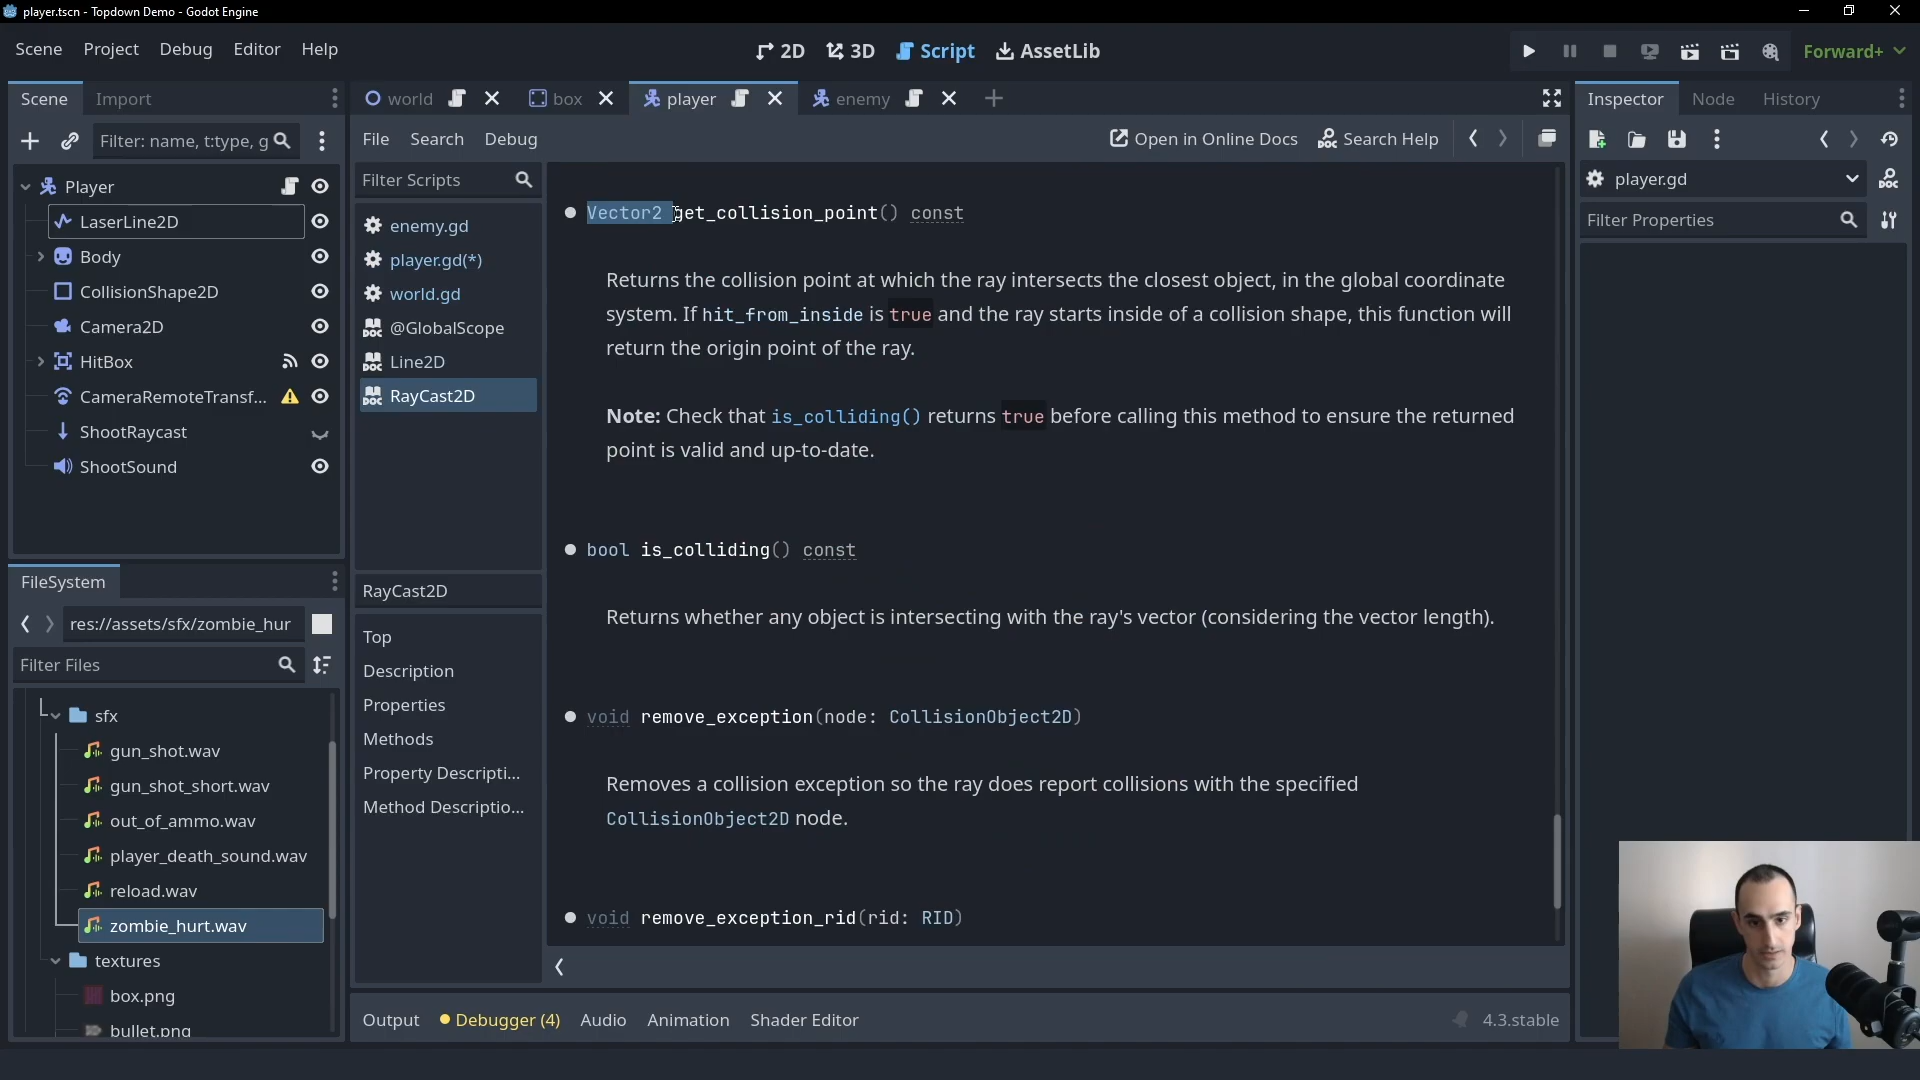 player.tscn - Topdown Demo - Godot Engine
Scene Project Debug Editor Help
2D 3D Script AssetLib
Forward+
Scene Import
world box player enemy
Inspector Node History
Filter: name, t:type, g
File Search Debug
Open in Online Docs Search Help
Player
LaserLine2D
Body
CollisionShape2D
Camera2D
HitBox
CameraRemoteTransf...
ShootRaycast
ShootSound
Filter Scripts
enemy.gd
player.gd(*)
world.gd
@GlobalScope
Line2D
RayCast2D
RayCast2D
Top
Description
Properties
Methods
Property Descripti...
Method Descriptio...
Vector2 get_collision_point() const
Returns the collision point at which the ray intersects the closest object, in the global coordinate
system. If hit_from_inside is true and the ray starts inside of a collision shape, this function will
return the origin point of the ray.
Note: Check that is_colliding() returns true before calling this method to ensure the returned
point is valid and up-to-date.
bool is_colliding() const
Returns whether any object is intersecting with the ray's vector (considering the vector length).
void remove_exception(node: CollisionObject2D)
Removes a collision exception so the ray does report collisions with the specified
CollisionObject2D node.
void remove_exception_rid(rid: RID)
player.gd
Filter Properties
FileSystem
res://assets/sfx/zombie_hur
Filter Files
sfx
gun_shot.wav
gun_shot_short.wav
out_of_ammo.wav
player_death_sound.wav
reload.wav
zombie_hurt.wav
textures
box.png
bullet.png
Output Debugger (4) Audio Animation Shader Editor
4.3.stable